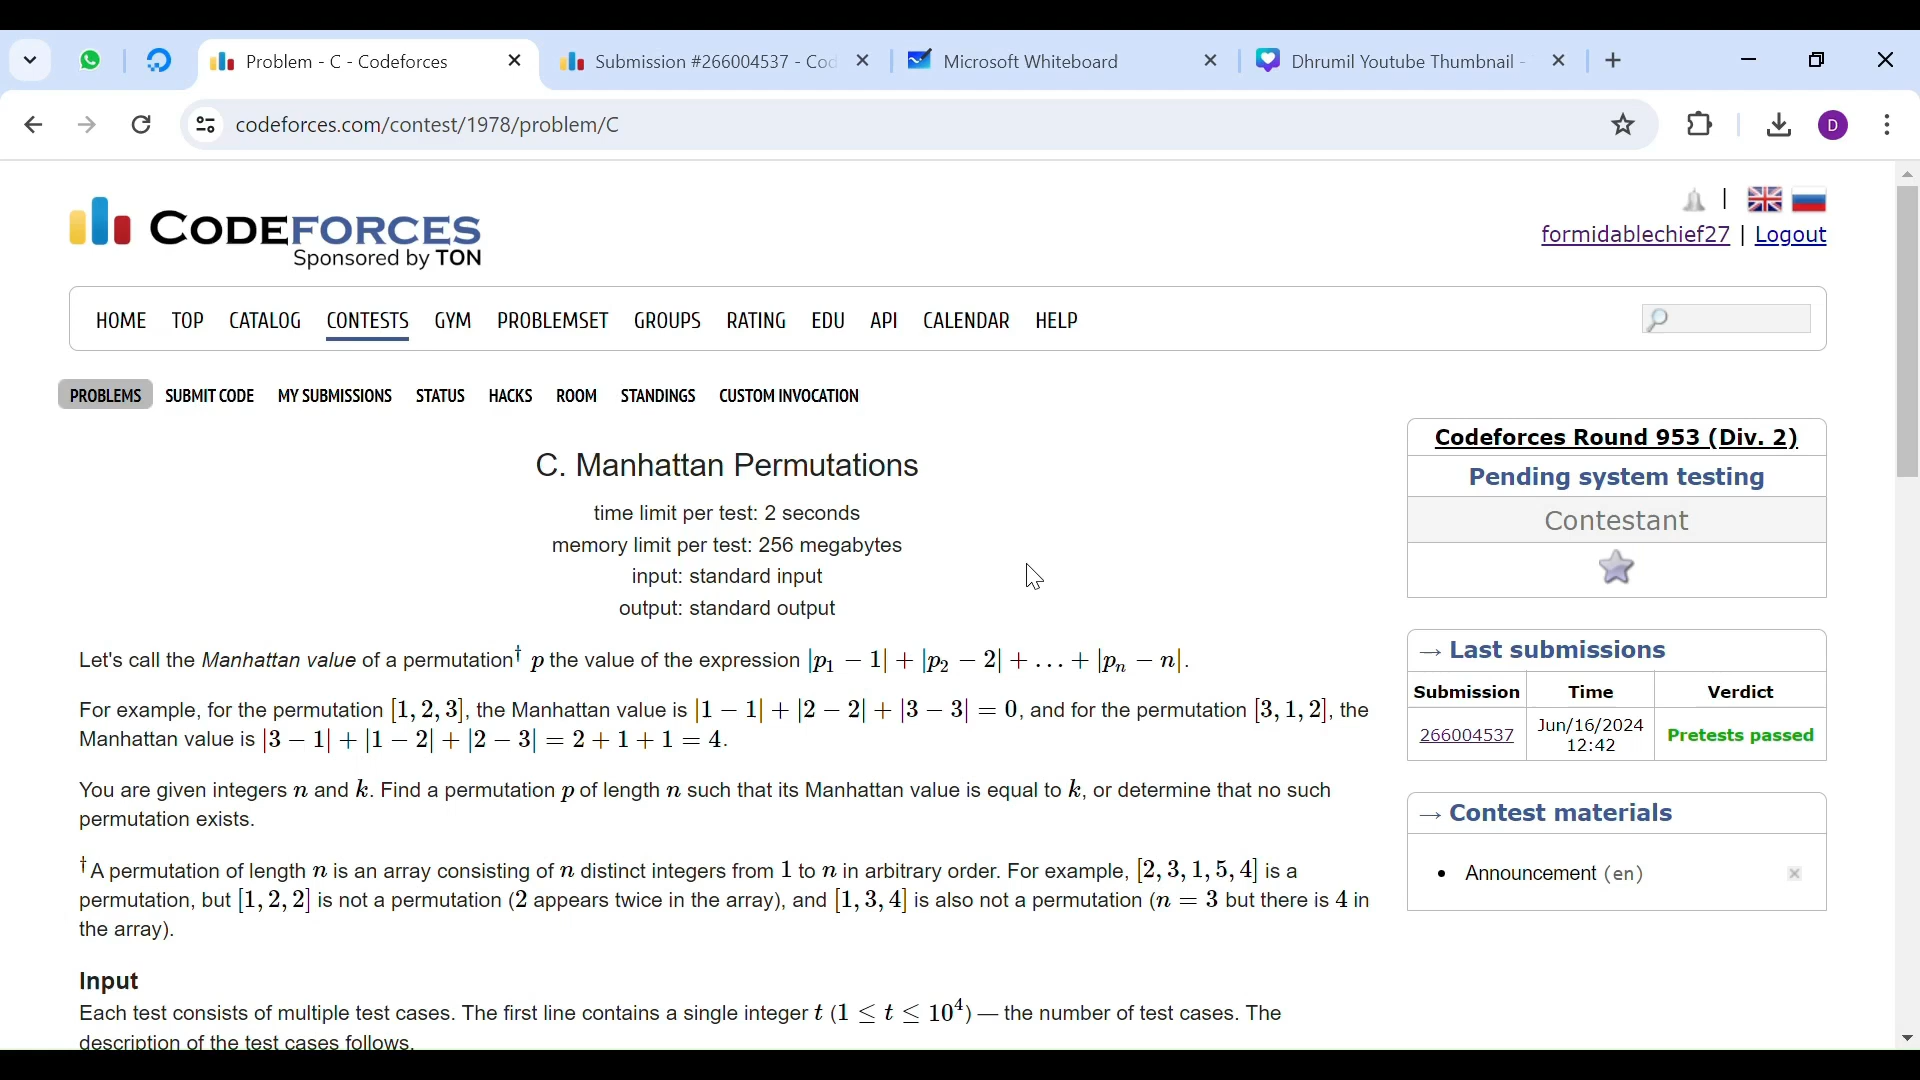 Problem - C - Codeforces
Submission #266004537 - Cod
Microsoft Whiteboard
Dhrumil Youtube Thumbnail -
codeforces.com/contest/1978/problem/C
D
CODEFORCES
Sponsored by TON
formidablechief27 | Logout
HOME TOP CATALOG CONTESTS GYM PROBLEMSET GROUPS RATING EDU API CALENDAR HELP
PROBLEMS SUBMIT CODE MY SUBMISSIONS STATUS HACKS ROOM STANDINGS CUSTOM INVOCATION
C. Manhattan Permutations
time limit per test: 2 seconds
memory limit per test: 256 megabytes
input: standard input
output: standard output
Let's call the Manhattan value of a permutation† p the value of the expression |p₁ − 1| + |p₂ − 2| + … + |pₙ − n|.
For example, for the permutation [1, 2, 3], the Manhattan value is |1 − 1| + |2 − 2| + |3 − 3| = 0, and for the permutation [3, 1, 2], the
Manhattan value is |3 − 1| + |1 − 2| + |2 − 3| = 2 + 1 + 1 = 4.
You are given integers n and k. Find a permutation p of length n such that its Manhattan value is equal to k, or determine that no such
permutation exists.
† A permutation of length n is an array consisting of n distinct integers from 1 to n in arbitrary order. For example, [2, 3, 1, 5, 4] is a
permutation, but [1, 2, 2] is not a permutation (2 appears twice in the array), and [1, 3, 4] is also not a permutation (n = 3 but there is 4 in
the array).
Input
Each test consists of multiple test cases. The first line contains a single integer t (1 ≤ t ≤ 10⁴) — the number of test cases. The
description of the test cases follows.
Codeforces Round 953 (Div. 2)
Pending system testing
Contestant
→ Last submissions
Submission Time Verdict
266004537 Jun/16/2024 12:42 Pretests passed
→ Contest materials
• Announcement (en)